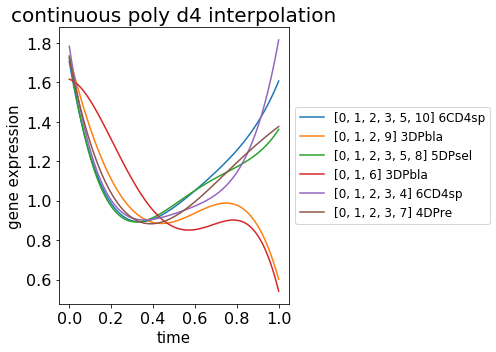 continuous poly d4 interpolation
gene expression
1.8
1.6
1.4
1.2
1.0
0.8
0.6
0.0 0.2 0.4 0.6 0.8 1.0
time
[0, 1, 2, 3, 5, 10] 6CD4sp
[0, 1, 2, 9] 3DPbla
[0, 1, 2, 3, 5, 8] 5DPsel
[0, 1, 6] 3DPbla
[0, 1, 2, 3, 4] 6CD4sp
[0, 1, 2, 3, 7] 4DPre